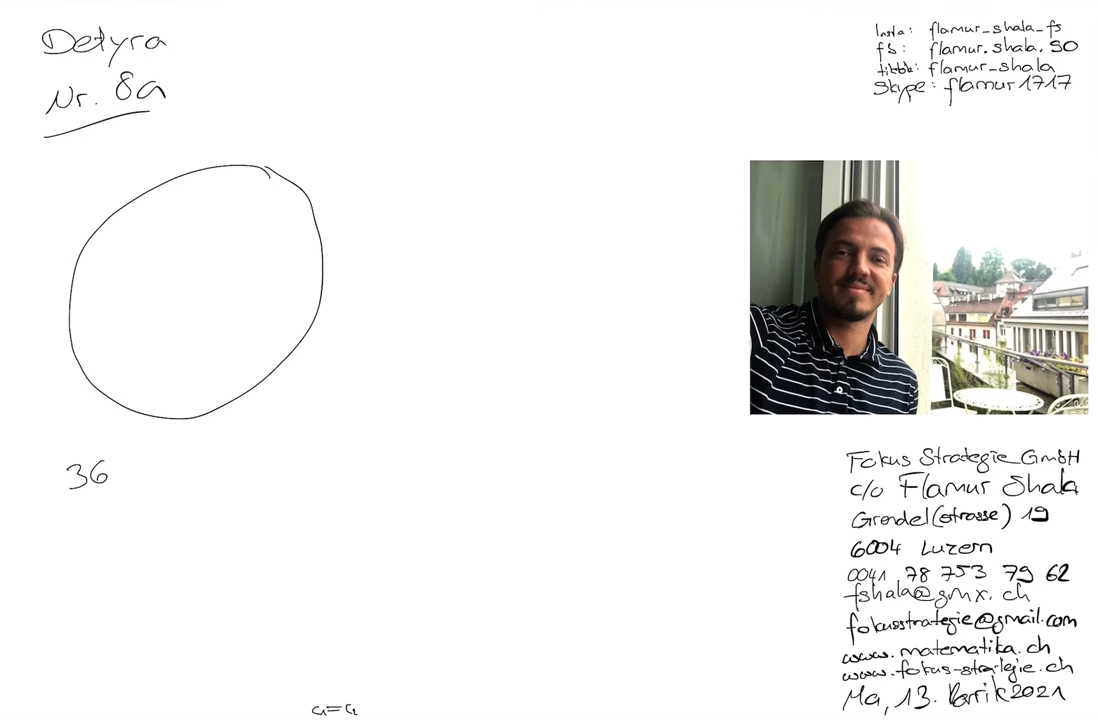 Detyra
Nr. 8a
36
Insta: flamur_shala_fs
fb: flamur.shala.50
tiktok: flamur_shala
Skype: flamur1717
Fokus Strategie GmbH
c/o Flamur Shala
Grendel(strasse) 19
6004 Luzern
0041 78 753 79 62
fshala@gmx.ch
fokusstrategie@gmail.com
www.matematika.ch
www.fokus-strategie.ch
Ma, 13. Korrik 2021